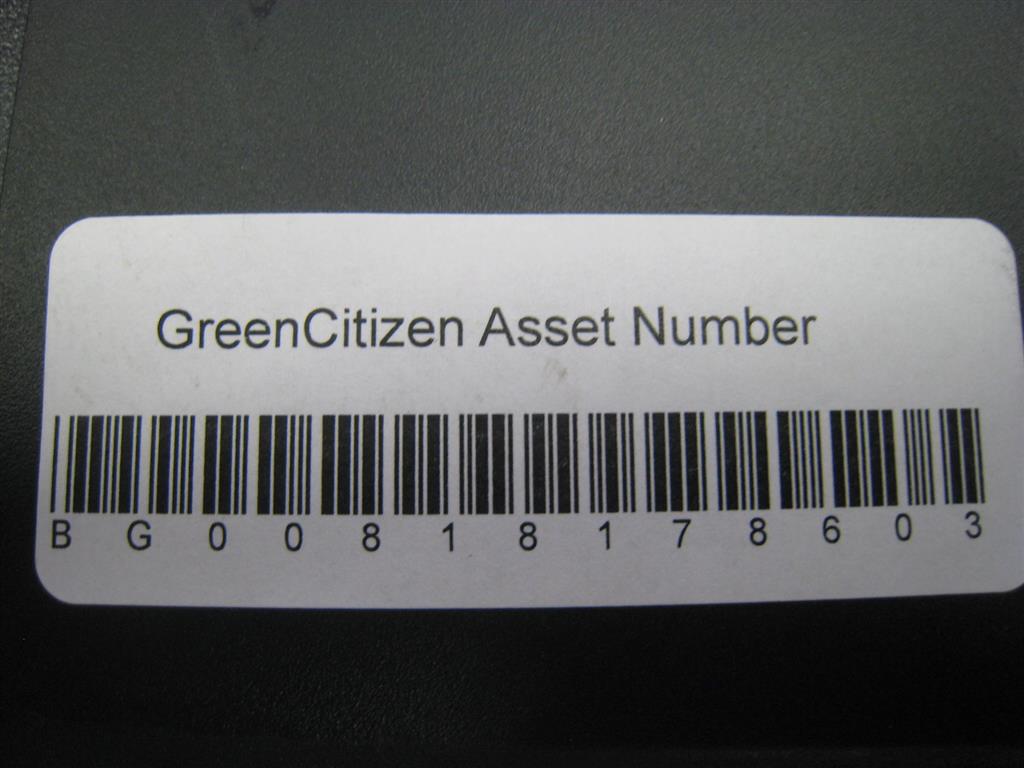 GreenCitizen Asset Number
B G 0 0 8 1 8 1 7 8 6 0 3